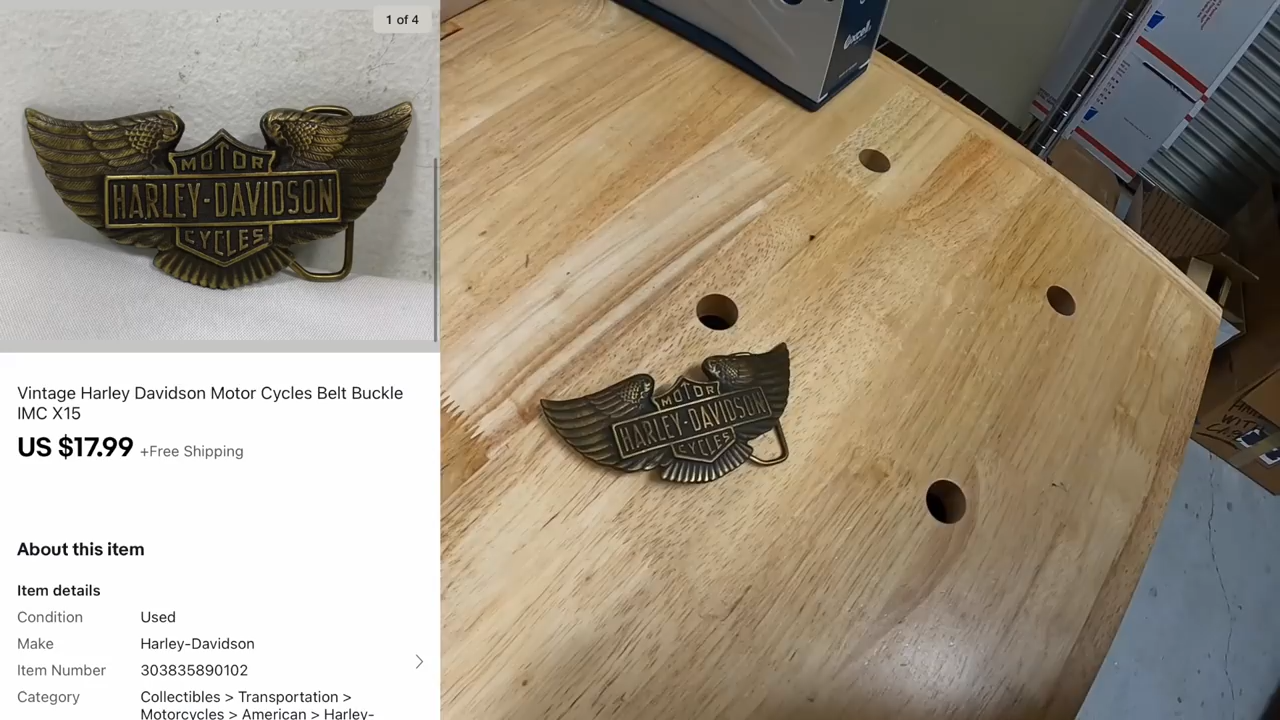 1 of 4
MOTOR
HARLEY-DAVIDSON
CYCLES
Vintage Harley Davidson Motor Cycles Belt Buckle
IMC X15
US $17.99 +Free Shipping
About this item
Item details
Condition Used
Make Harley-Davidson
Item Number 303835890102
Category Collectibles > Transportation >
Motorcycles > American > Harley-
MOTOR
HARLEY-DAVIDSON
CYCLES